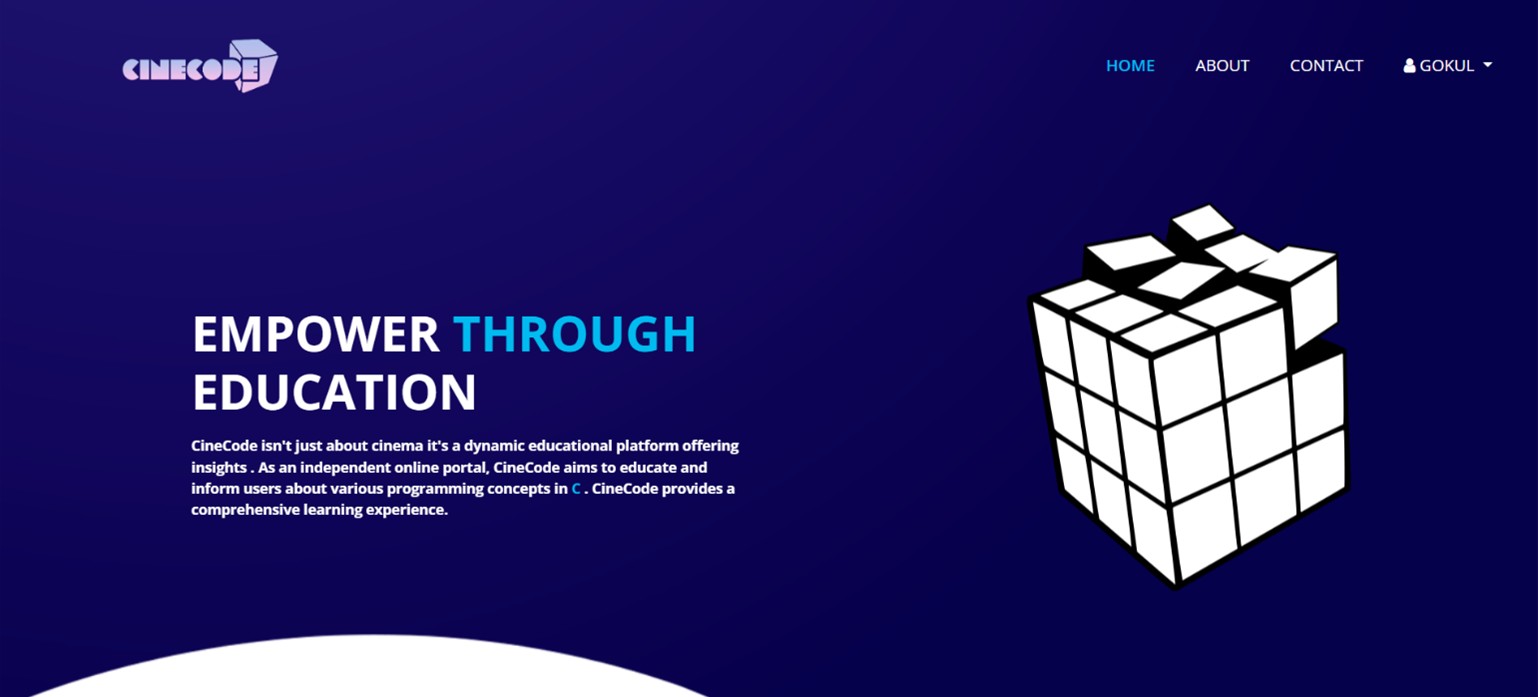 CINECODE
HOME ABOUT CONTACT GOKUL
EMPOWER THROUGH
EDUCATION
CineCode isn't just about cinema it's a dynamic educational platform offering
insights . As an independent online portal, CineCode aims to educate and
inform users about various programming concepts in C . CineCode provides a
comprehensive learning experience.